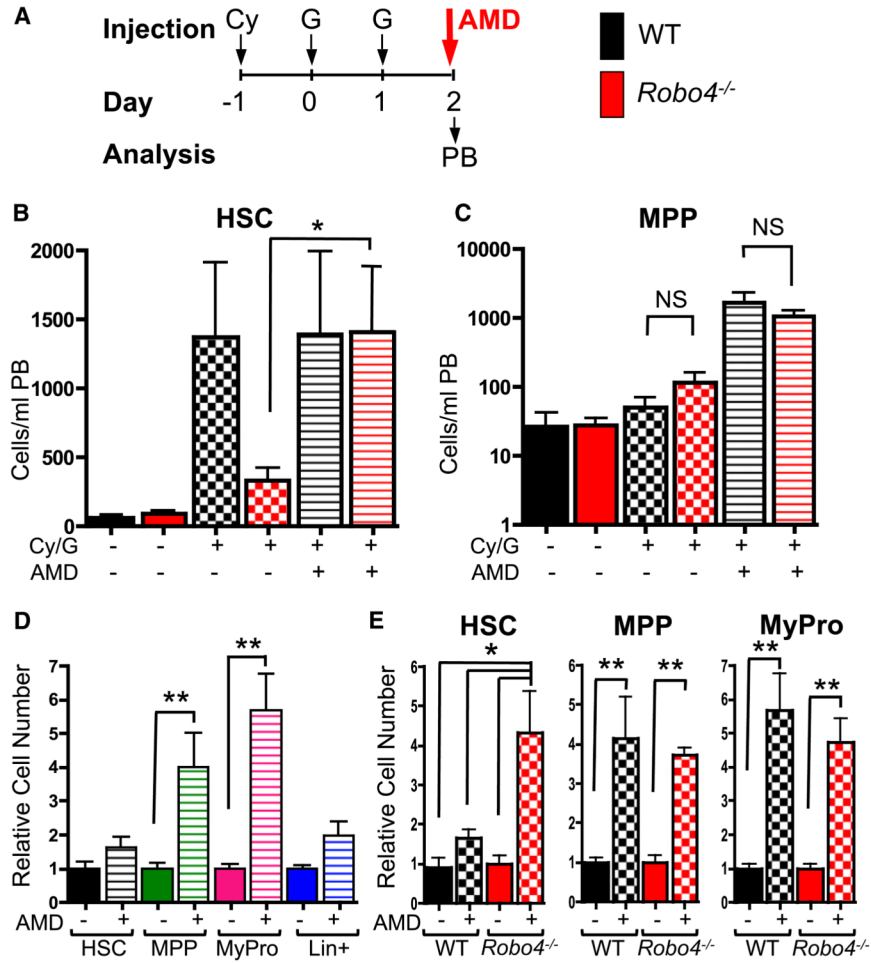 A
Injection Cy G G AMD
Day -1 0 1 2
Analysis PB
WT
Robo4-/-
B
HSC
*
Cells/ml PB
2000
1500
1000
500
0
Cy/G - - + + + +
AMD - - - - + +
C
MPP
NS
NS
Cells/ml PB
10000
1000
100
10
1
Cy/G - - + + + +
AMD - - - - + +
D
** **
Relative Cell Number
7
6
5
4
3
2
1
0
AMD - + - + - + - +
HSC MPP MyPro Lin+
E
HSC
*
Relative Cell Number
6
5
4
3
2
1
0
AMD - + - +
WT Robo4-/-
MPP
** **
6
5
4
3
2
1
0
- + - +
WT Robo4-/-
MyPro
** **
7
6
5
4
3
2
1
0
- + - +
WT Robo4-/-